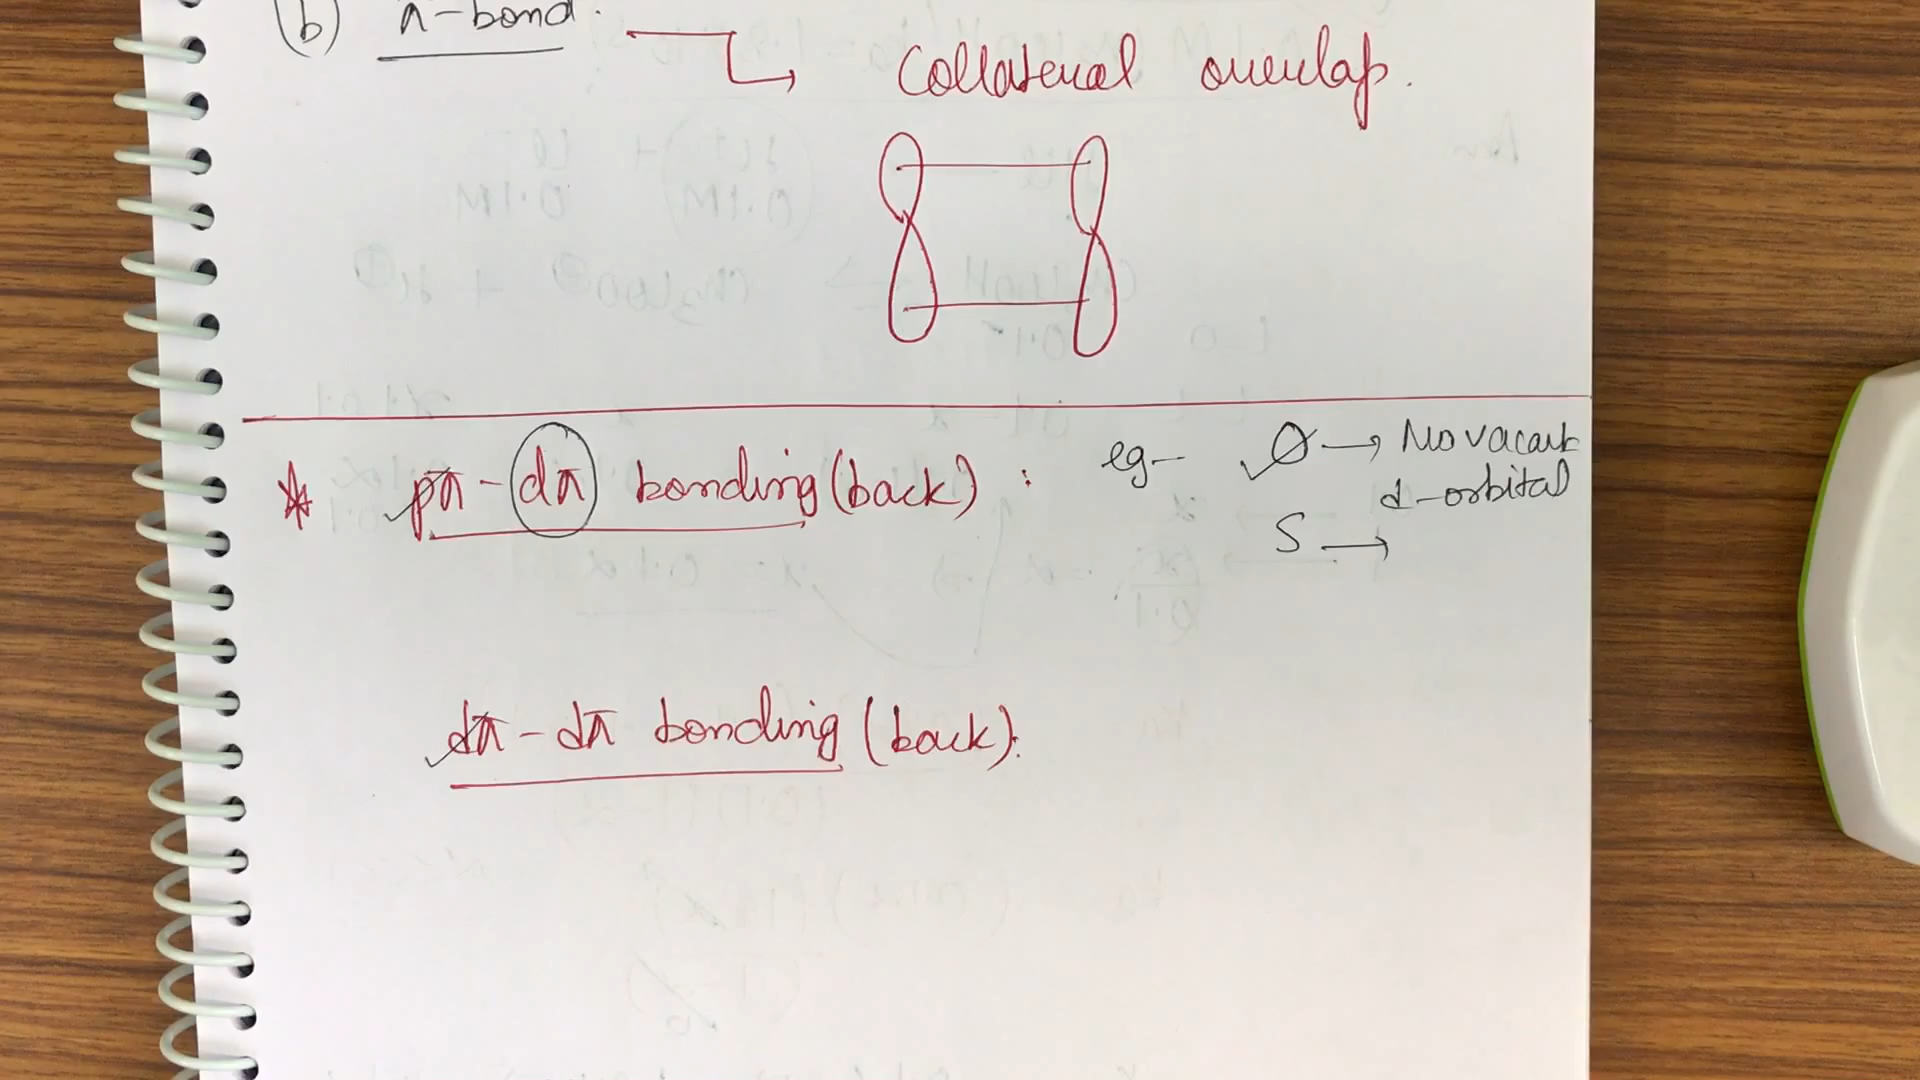 (b) π-bond.
Collateral overlap.
* pπ - dπ bonding (back) : eg- O → No vacant
d-orbital
S →
dπ - dπ bonding (back).